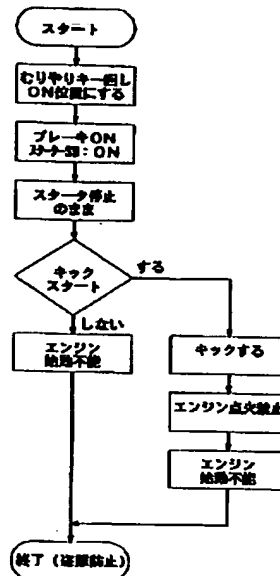 スタート
むりやりキー回し
ON位置にする
ブレーキON
スターターSW:ON
スタータ停止
のまま
キック
スタート
する
しない
エンジン
始動不能
キックする
エンジン点火禁止
エンジン
始動不能
終了(盗難防止)